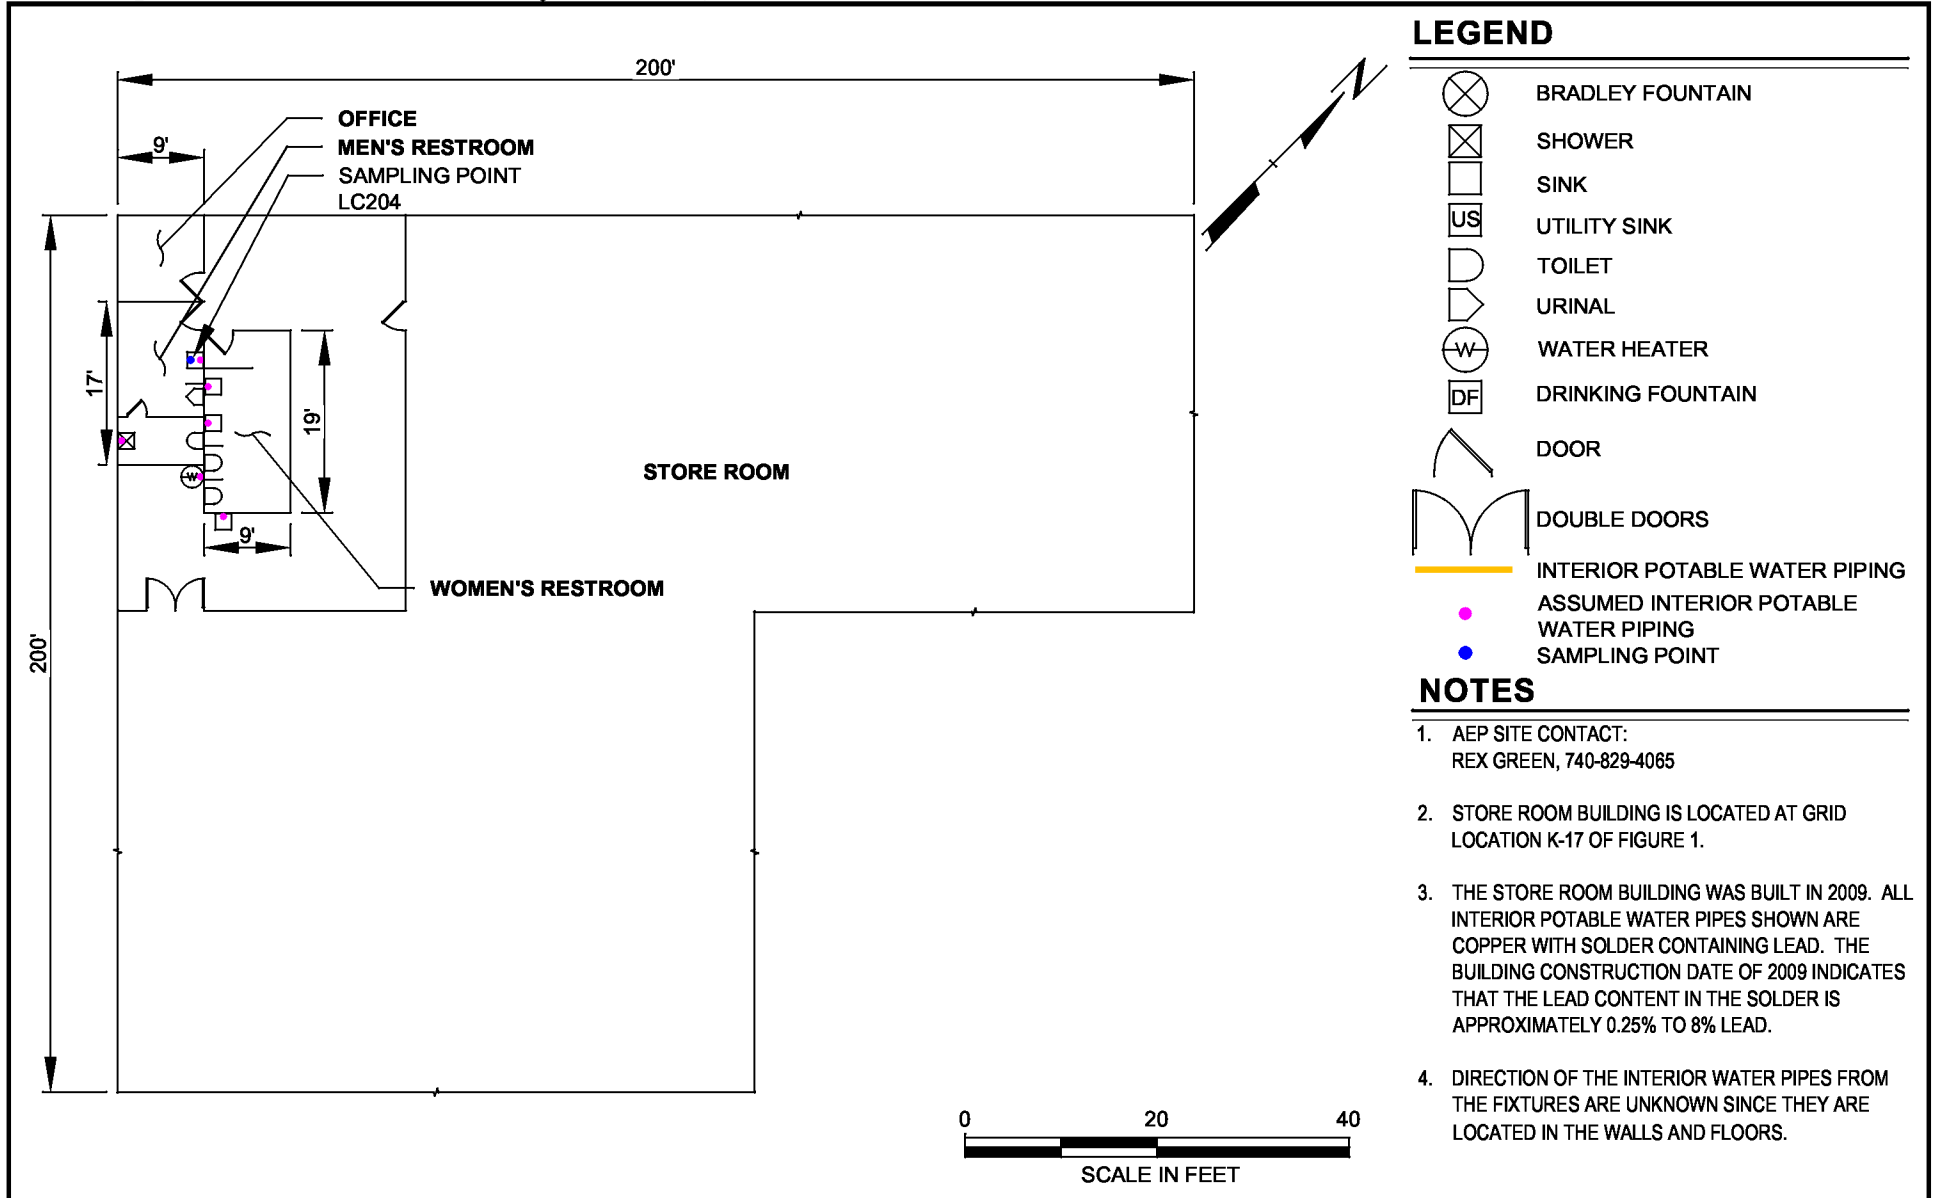 200'
OFFICE
MEN'S RESTROOM
SAMPLING POINT
LC204
9'
17'
19'
W
9'
STORE ROOM
WOMEN'S RESTROOM
200'
N
0 20 40
SCALE IN FEET
LEGEND
BRADLEY FOUNTAIN
SHOWER
SINK
US UTILITY SINK
TOILET
URINAL
W WATER HEATER
DF DRINKING FOUNTAIN
DOOR
DOUBLE DOORS
INTERIOR POTABLE WATER PIPING
ASSUMED INTERIOR POTABLE
WATER PIPING
SAMPLING POINT
NOTES
1. AEP SITE CONTACT:
REX GREEN, 740-829-4065
2. STORE ROOM BUILDING IS LOCATED AT GRID
LOCATION K-17 OF FIGURE 1.
3. THE STORE ROOM BUILDING WAS BUILT IN 2009. ALL
INTERIOR POTABLE WATER PIPES SHOWN ARE
COPPER WITH SOLDER CONTAINING LEAD. THE
BUILDING CONSTRUCTION DATE OF 2009 INDICATES
THAT THE LEAD CONTENT IN THE SOLDER IS
APPROXIMATELY 0.25% TO 8% LEAD.
4. DIRECTION OF THE INTERIOR WATER PIPES FROM
THE FIXTURES ARE UNKNOWN SINCE THEY ARE
LOCATED IN THE WALLS AND FLOORS.